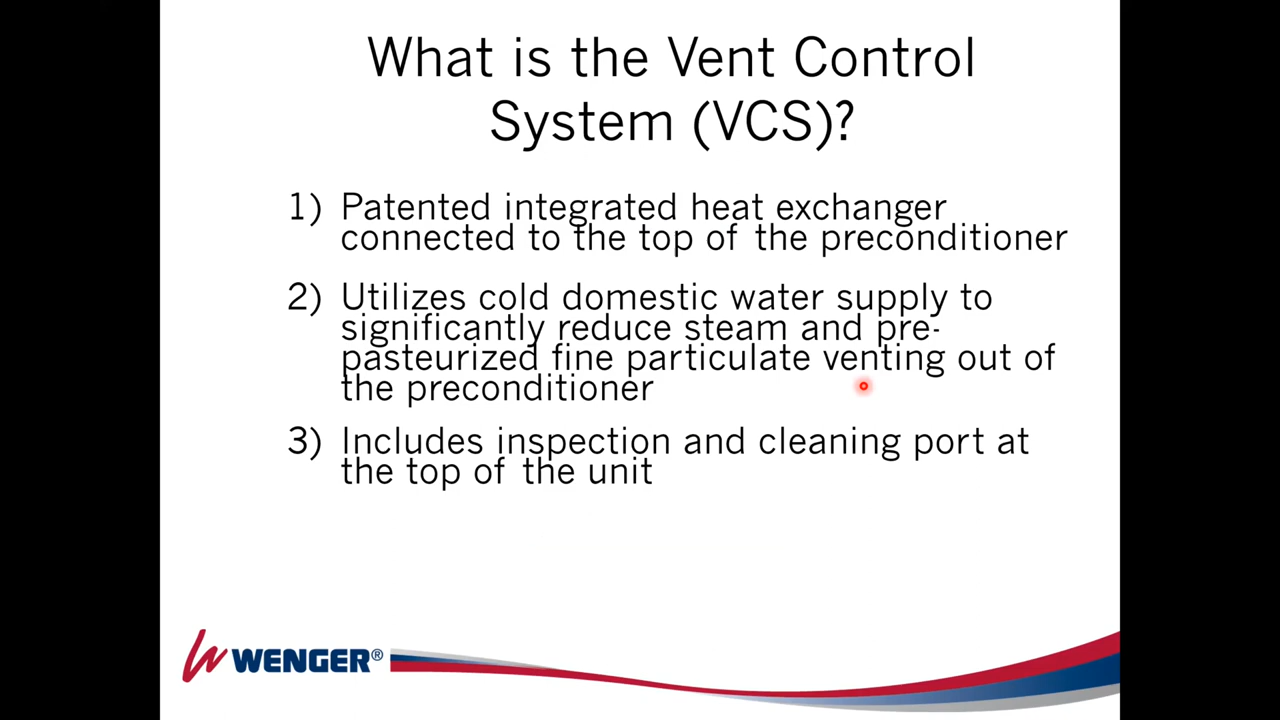 What is the Vent Control
System (VCS)?
1) Patented integrated heat exchanger
connected to the top of the preconditioner
2) Utilizes cold domestic water supply to
significantly reduce steam and pre-
pasteurized fine particulate venting out of
the preconditioner
3) Includes inspection and cleaning port at
the top of the unit
WENGER®